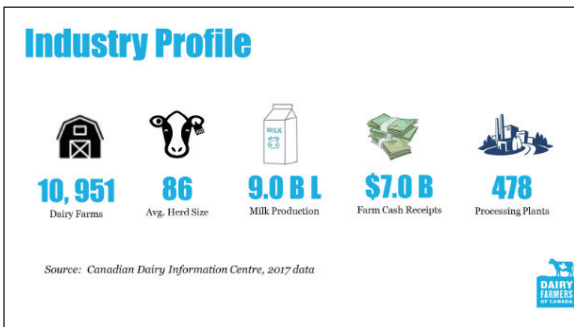 Industry Profile
MILK
10, 951
Dairy Farms
86
Avg. Herd Size
9.0 B L
Milk Production
$7.0 B
Farm Cash Receipts
478
Processing Plants
Source: Canadian Dairy Information Centre, 2017 data
DAIRY
FARMERS
OF CANADA